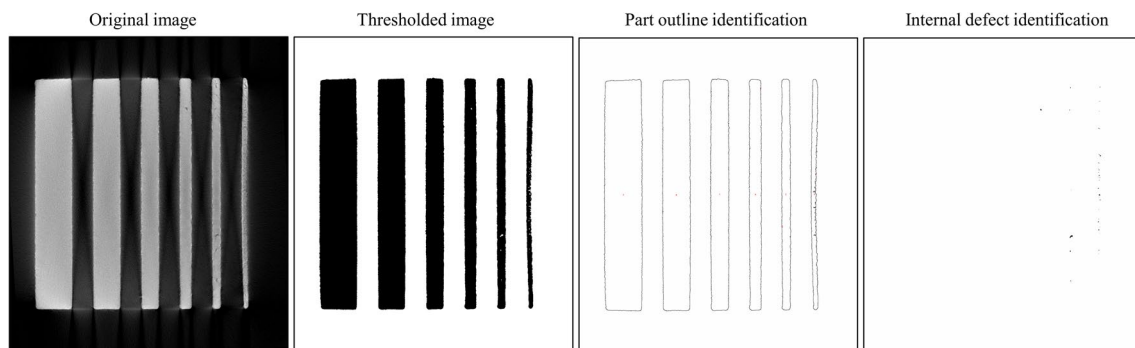 Original image
Thresholded image
Part outline identification
Internal defect identification